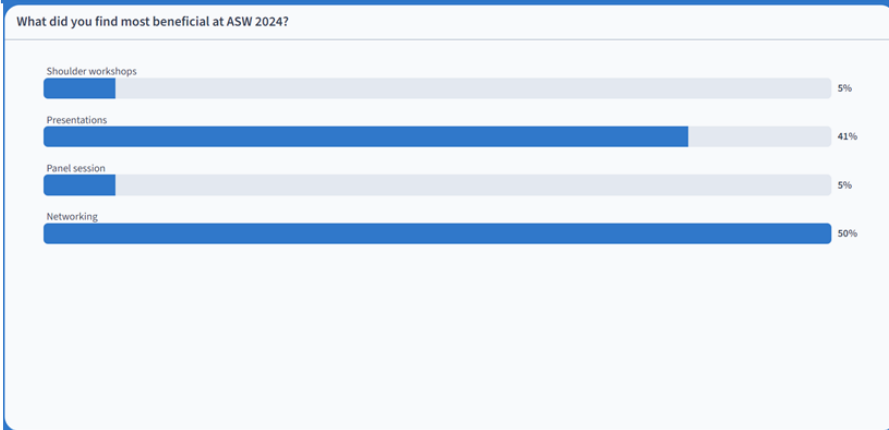 What did you find most beneficial at ASW 2024?
Shoulder workshops
5%
Presentations
41%
Panel session
5%
Networking
50%